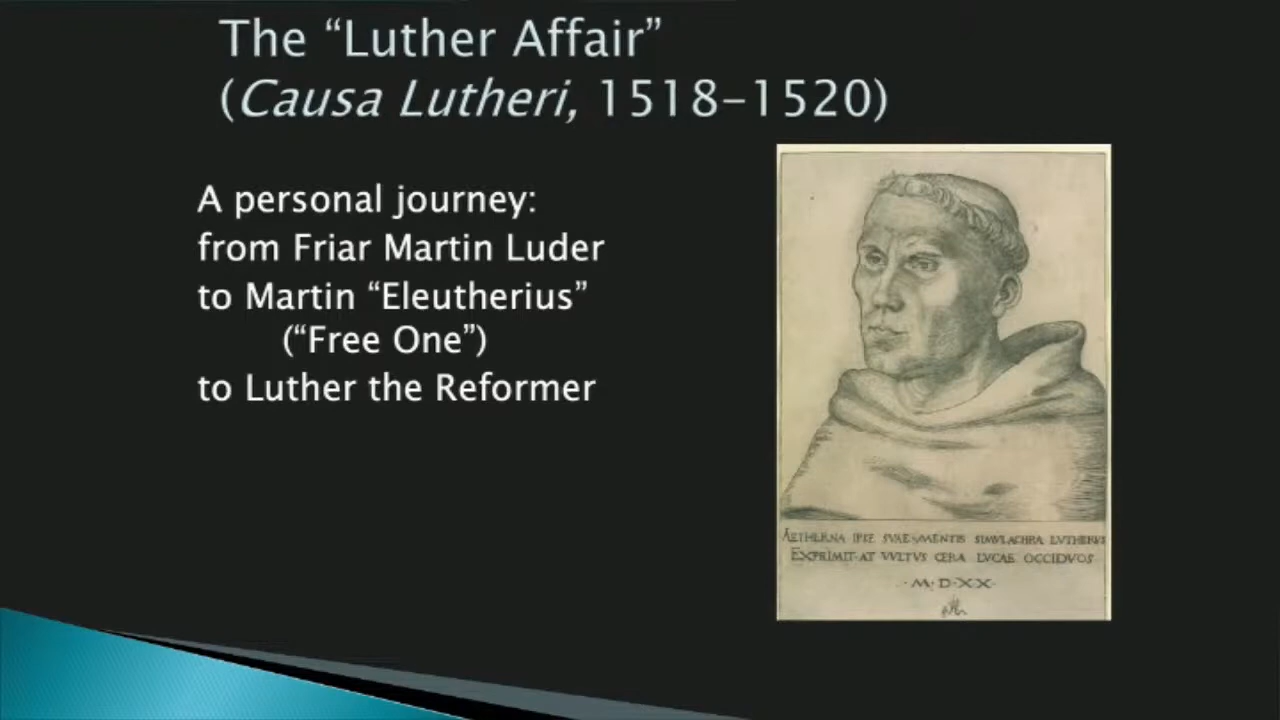 The “Luther Affair”
(Causa Lutheri, 1518–1520)
A personal journey:
from Friar Martin Luder
to Martin “Eleutherius”
(“Free One”)
to Luther the Reformer
AETHERNA IPSE SVAE MENTIS SIMVLACHRA LVTHERVS
EXPRIMIT·AT VVLTVS CERA LVCAE OCCIDVOS
·M·D·XX·